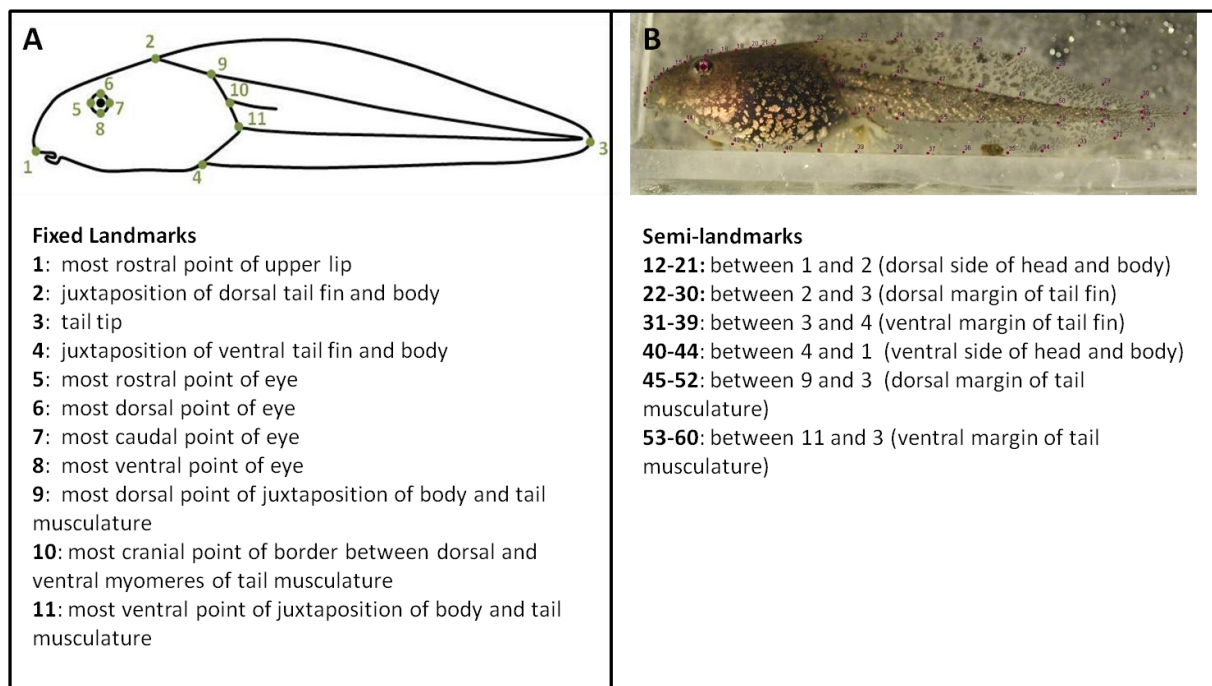 A
2
9
6
5
7
10
8
11
1
4
3
Fixed Landmarks
1: most rostral point of upper lip
2: juxtaposition of dorsal tail fin and body
3: tail tip
4: juxtaposition of ventral tail fin and body
5: most rostral point of eye
6: most dorsal point of eye
7: most caudal point of eye
8: most ventral point of eye
9: most dorsal point of juxtaposition of body and tail
musculature
10: most cranial point of border between dorsal and
ventral myomeres of tail musculature
11: most ventral point of juxtaposition of body and tail
musculature
B
Semi-landmarks
12-21: between 1 and 2 (dorsal side of head and body)
22-30: between 2 and 3 (dorsal margin of tail fin)
31-39: between 3 and 4 (ventral margin of tail fin)
40-44: between 4 and 1 (ventral side of head and body)
45-52: between 9 and 3 (dorsal margin of tail
musculature)
53-60: between 11 and 3 (ventral margin of tail
musculature)